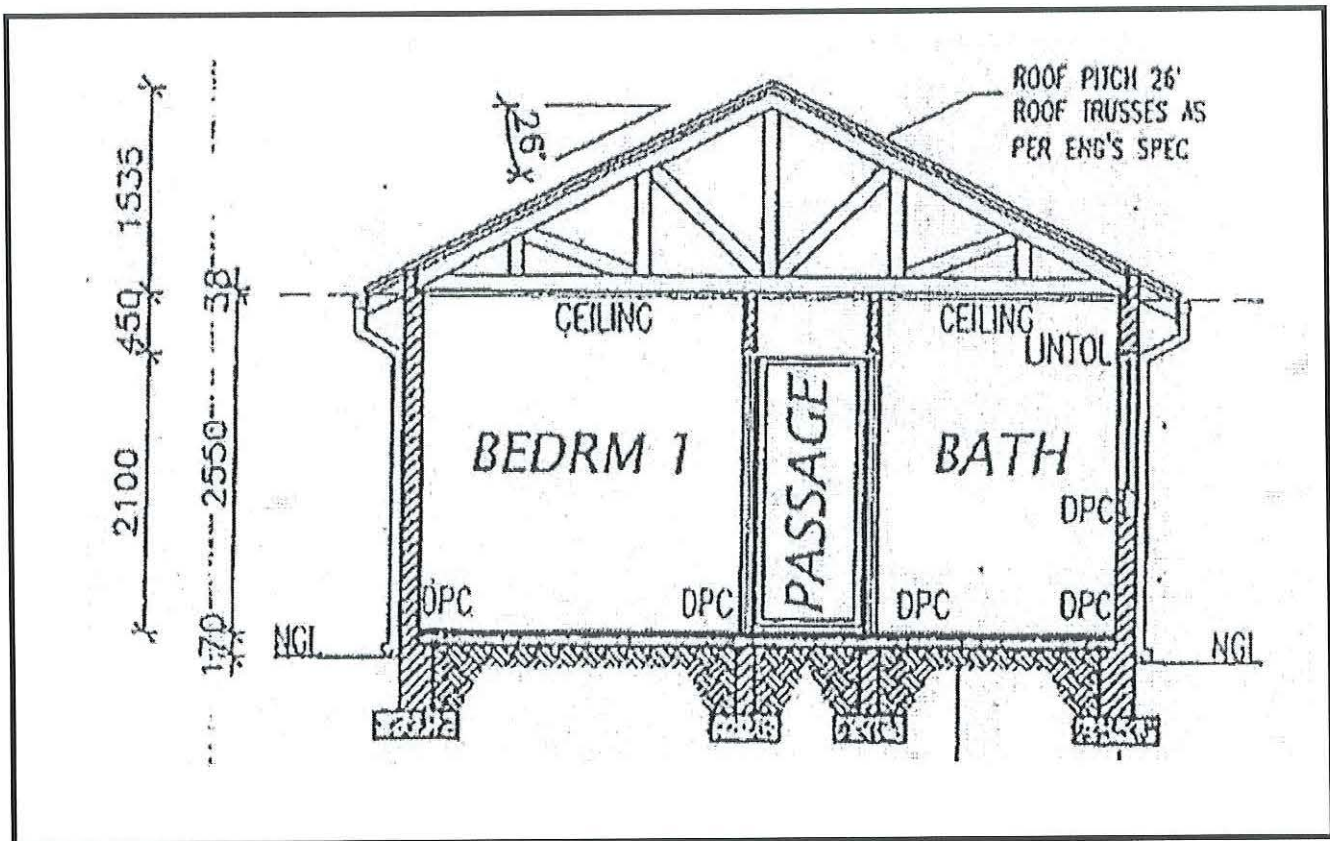 ROOF PITCH 26'
ROOF TRUSSES AS
PER ENG'S SPEC
26'
1535
450
38
2550
2100
170
CEILING
CEILING
LINTOL
BEDRM 1
PASSAGE
BATH
DPC
DPC
DPC
DPC
DPC
NGL
NGL